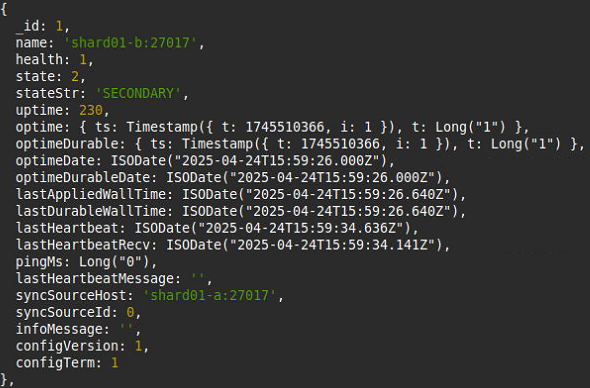 {
_id: 1,
name: 'shard01-b:27017',
health: 1,
state: 2,
stateStr: 'SECONDARY',
uptime: 230,
optime: { ts: Timestamp({ t: 1745510366, i: 1 }), t: Long("1") },
optimeDurable: { ts: Timestamp({ t: 1745510366, i: 1 }), t: Long("1") },
optimeDate: ISODate("2025-04-24T15:59:26.000Z"),
optimeDurableDate: ISODate("2025-04-24T15:59:26.000Z"),
lastAppliedWallTime: ISODate("2025-04-24T15:59:26.640Z"),
lastDurableWallTime: ISODate("2025-04-24T15:59:26.640Z"),
lastHeartbeat: ISODate("2025-04-24T15:59:34.636Z"),
lastHeartbeatRecv: ISODate("2025-04-24T15:59:34.141Z"),
pingMs: Long("0"),
lastHeartbeatMessage: '',
syncSourceHost: 'shard01-a:27017',
syncSourceId: 0,
infoMessage: '',
configVersion: 1,
configTerm: 1
},